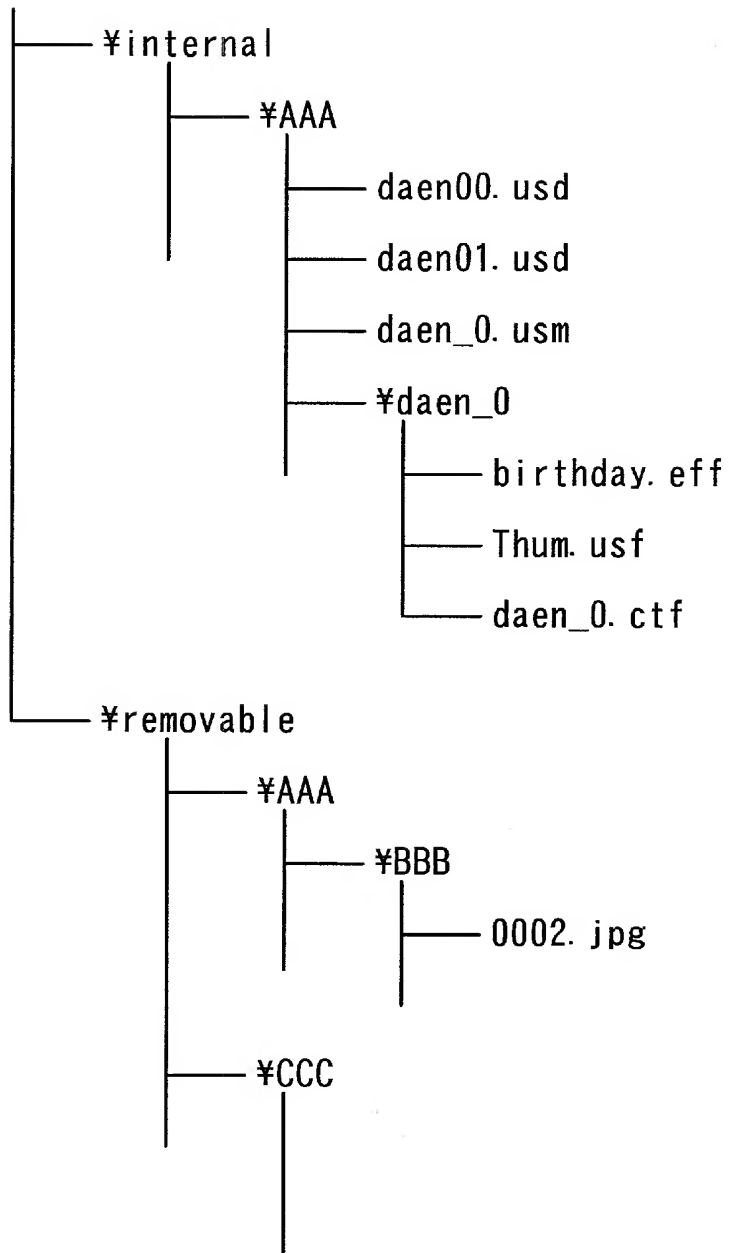 ¥internal
¥AAA
daen00.usd
daen01.usd
daen_0.usm
¥daen_0
birthday.eff
Thum.usf
daen_0.ctf
¥removable
¥AAA
¥BBB
0002.jpg
¥CCC